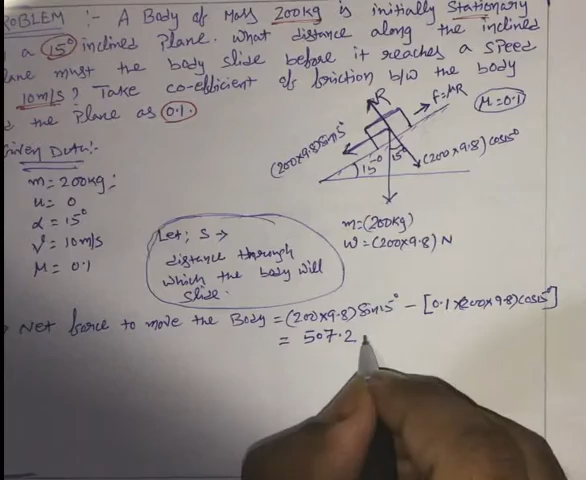 ROBLEM :- A Body of Mass 200kg is initially Stationary
a 15° inclined Plane. What distance along the inclined
lane must the body slide before it reaches a speed
10m/s? Take co-efficient of friction b/w the body
the Plane as 0.1.
Given Data:-
m = 200kg;
u = 0
α = 15°
V = 10m/s
μ = 0.1
R
F=μR
μ=0.1
(200×9.8)Sin15°
15°
15°
(200×9.8)cos15°
m=(200kg)
W=(200×9.8) N
Let; S →
distance through
which the body will
slide.
Net force to move the Body = (200×9.8)Sin15° - [0.1×200×9.8)cos15°]
= 507.2